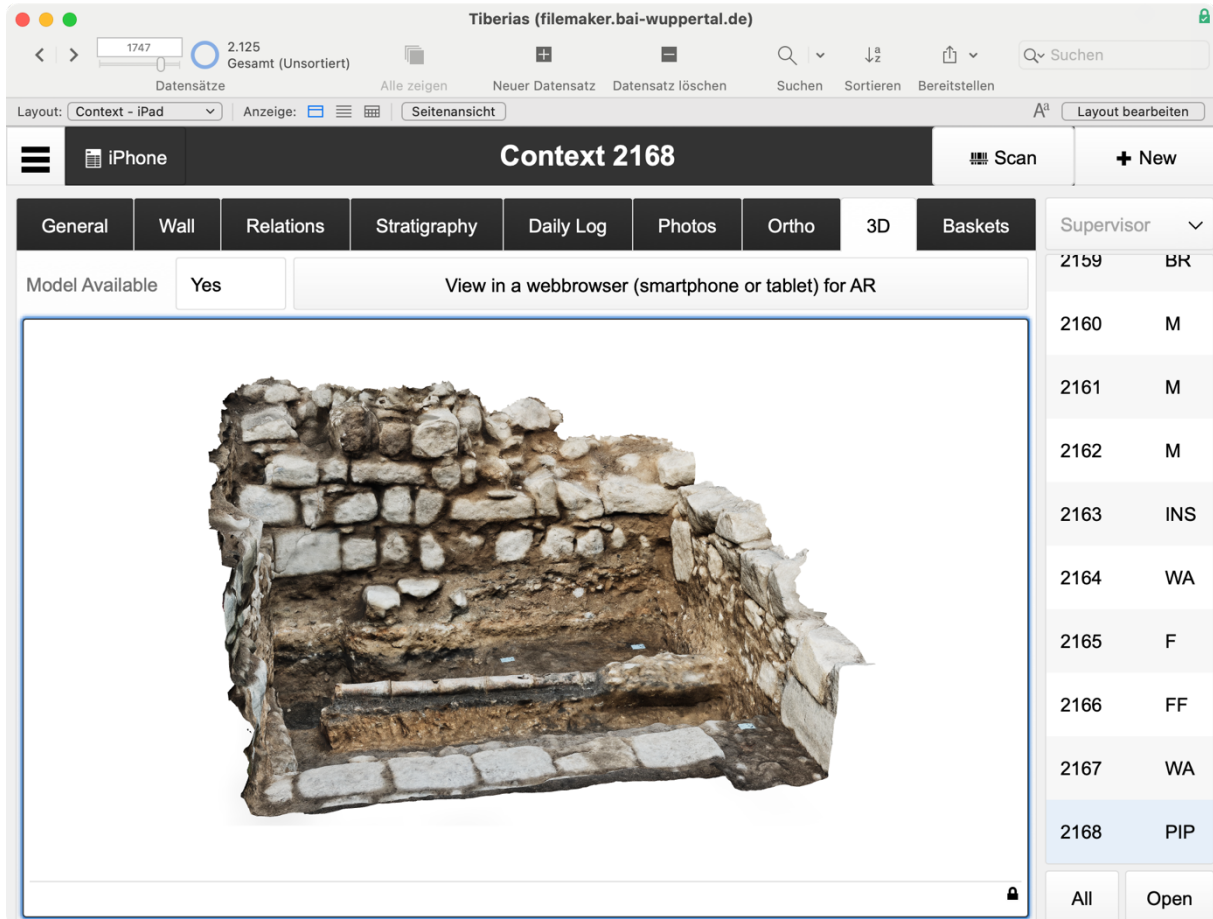 Tiberias (filemaker.bai-wuppertal.de)
1747
2.125
Gesamt (Unsortiert)
Suchen
Datensätze
Alle zeigen
Neuer Datensatz
Datensatz löschen
Suchen
Sortieren
Bereitstellen
Layout: Context - iPad
Anzeige:
Seitenansicht
Layout bearbeiten
iPhone
Context 2168
Scan
New
General
Wall
Relations
Stratigraphy
Daily Log
Photos
Ortho
3D
Baskets
Supervisor
Model Available
Yes
View in a webbrowser (smartphone or tablet) for AR
2159 BR
2160 M
2161 M
2162 M
2163 INS
2164 WA
2165 F
2166 FF
2167 WA
2168 PIP
All
Open